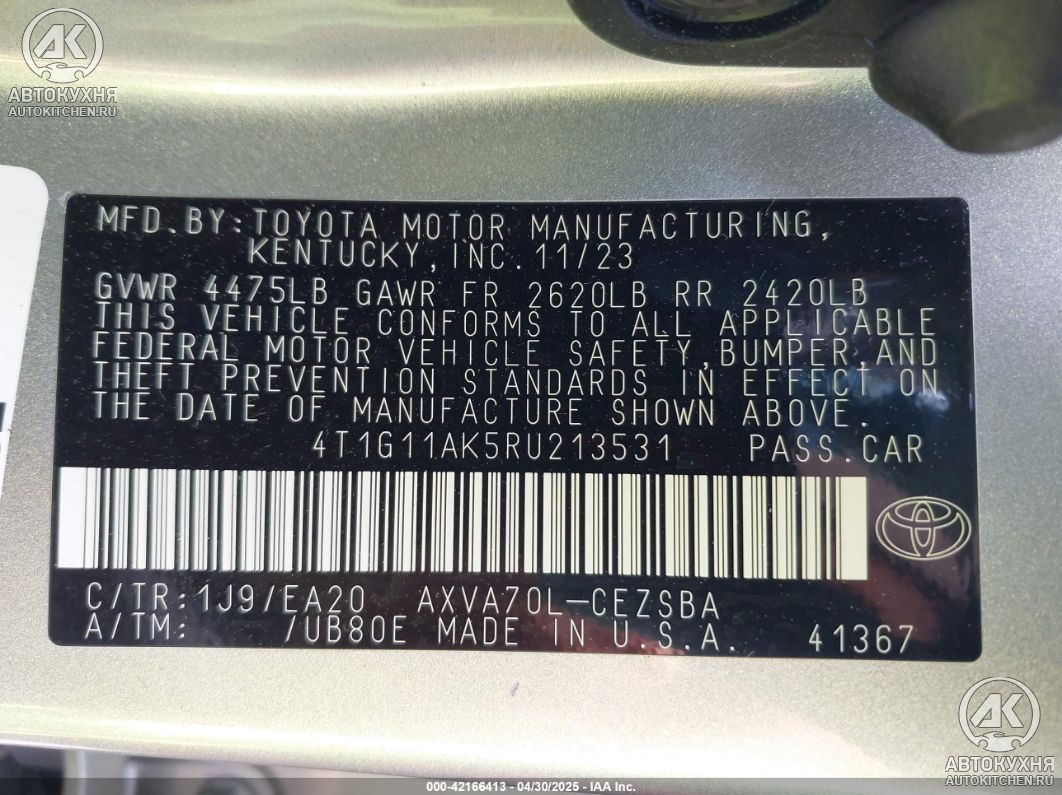 АК
АВТОКУХНЯ
AUTOKITCHEN.RU
MFD.BY:TOYOTA MOTOR MANUFACTURING,
KENTUCKY,INC. 11/23
GVWR 4475LB GAWR FR 2620LB RR 2420LB
THIS VEHICLE CONFORMS TO ALL APPLICABLE
FEDERAL MOTOR VEHICLE SAFETY,BUMPER AND
THEFT PREVENTION STANDARDS IN EFFECT ON
THE DATE OF MANUFACTURE SHOWN ABOVE.
4T1G11AK5RU213531 PASS.CAR
C/TR:1J9/EA20 AXVA70L-CEZSBA
A/TM: /UB80E MADE IN U.S.A. 41367
АК
АВТОКУХНЯ
AUTOKITCHEN.RU
000-42166413 - 04/30/2025 - IAA Inc.